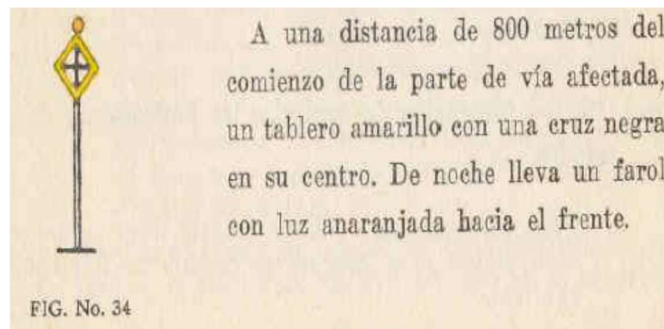 A una distancia de 800 metros del
comienzo de la parte de vía afectada,
un tablero amarillo con una cruz negra
en su centro. De noche lleva un farol
con luz anaranjada hacia el frente.
FIG. No. 34